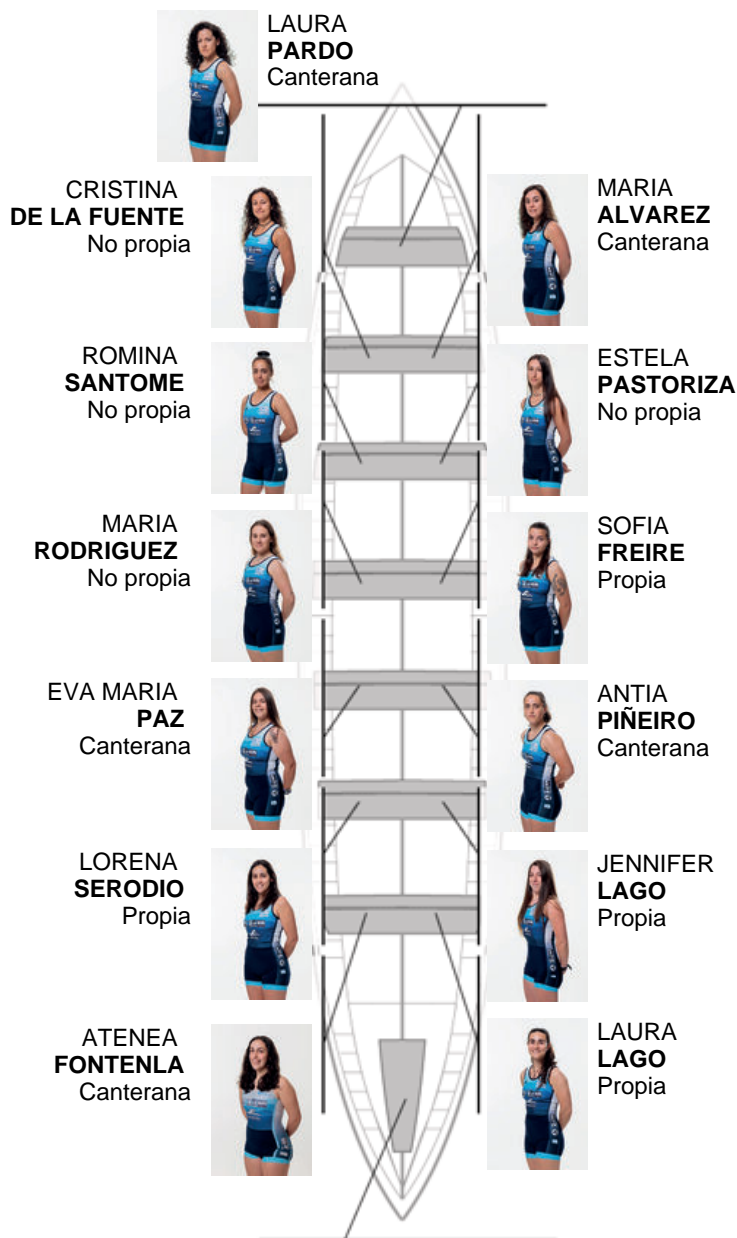 LAURA
PARDO
Canterana
CRISTINA
DE LA FUENTE
No propia
MARIA
ALVAREZ
Canterana
ROMINA
SANTOME
No propia
ESTELA
PASTORIZA
No propia
MARIA
RODRIGUEZ
No propia
SOFIA
FREIRE
Propia
EVA MARIA
PAZ
Canterana
ANTIA
PIÑEIRO
Canterana
LORENA
SERODIO
Propia
JENNIFER
LAGO
Propia
ATENEA
FONTENLA
Canterana
LAURA
LAGO
Propia